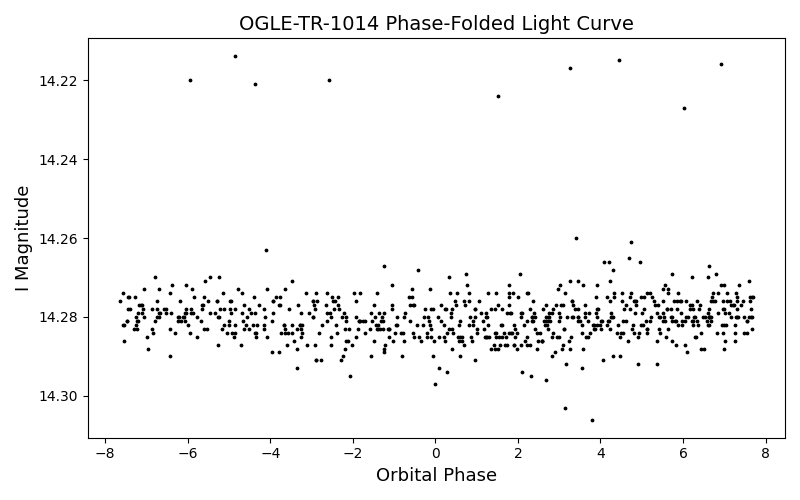 OGLE-TR-1014 Phase-Folded Light Curve
14.22
14.24
14.26
14.28
14.30
I Magnitude
−8 −6 −4 −2 0 2 4 6 8
Orbital Phase